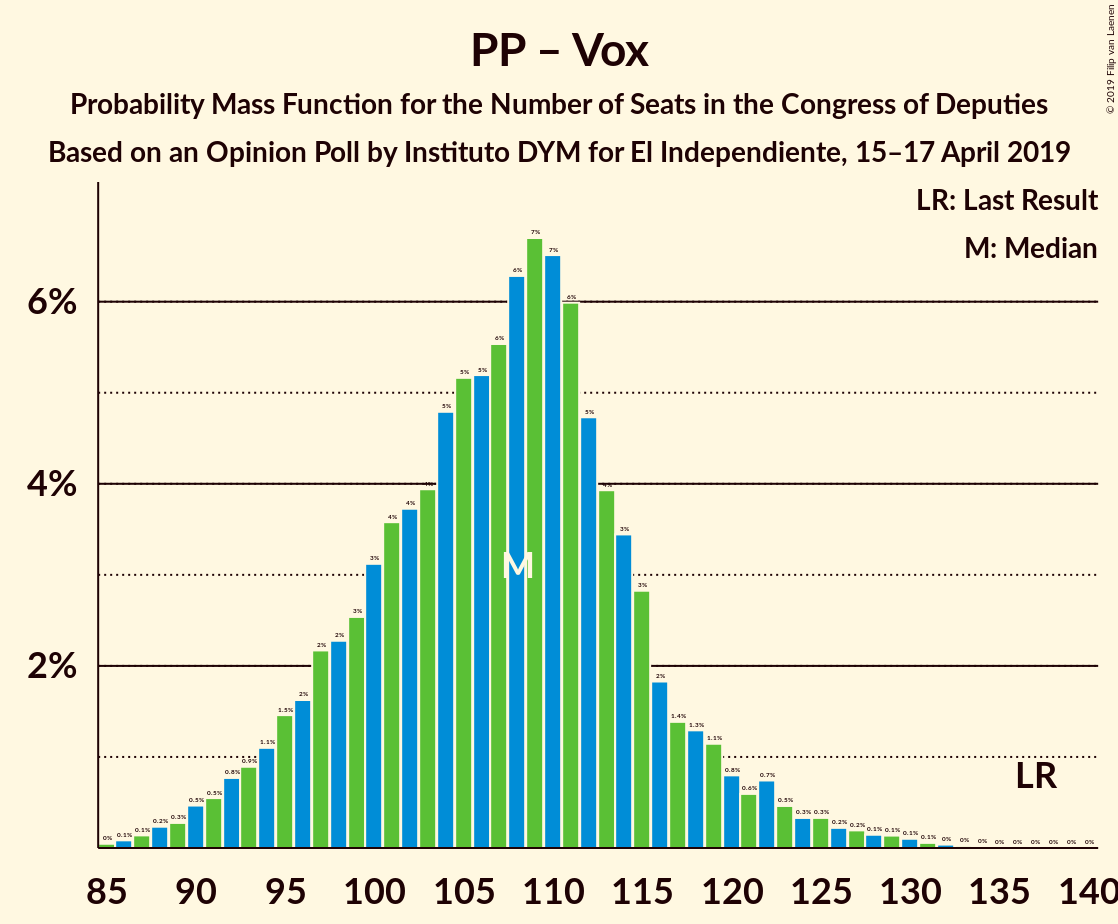 © 2019 Filip van Laenen
PP – Vox
Probability Mass Function for the Number of Seats in the Congress of Deputies
Based on an Opinion Poll by Instituto DYM for El Independiente, 15–17 April 2019
LR: Last Result
M: Median
6%
4%
2%
0% 0.1% 0.1% 0.2% 0.3% 0.5% 0.5% 0.8% 0.9% 1.1% 1.5% 2% 2% 2% 3% 3% 4% 4% 4% 5% 5% 5% 6% 6% 7% 7% 6% 5% 4% 3% 3% 2% 1.4% 1.3% 1.1% 0.8% 0.6% 0.7% 0.5% 0.3% 0.3% 0.2% 0.2% 0.1% 0.1% 0.1% 0.1% 0% 0% 0% 0% 0% 0% 0% 0% 0%
M
LR
85 90 95 100 105 110 115 120 125 130 135 140